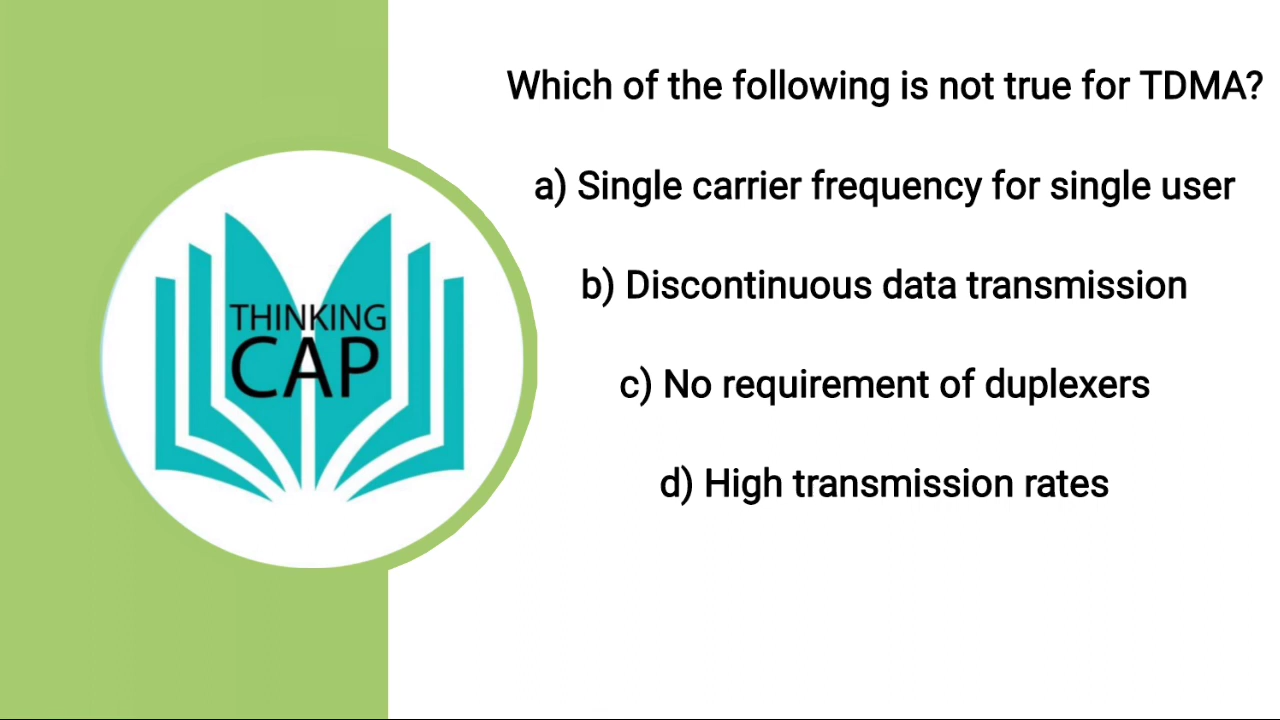 THINKING
CAP
Which of the following is not true for TDMA?
a) Single carrier frequency for single user
b) Discontinuous data transmission
c) No requirement of duplexers
d) High transmission rates